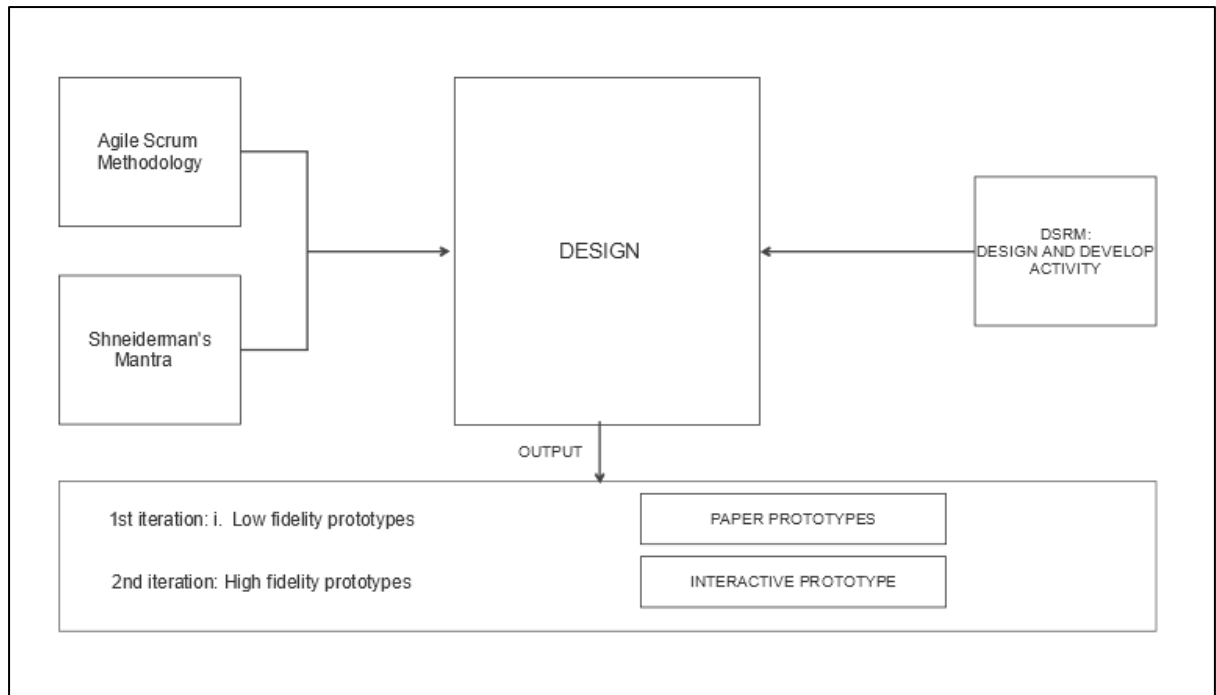 Agile Scrum
Methodology
Shneiderman's
Mantra
DESIGN
DSRM:
DESIGN AND DEVELOP
ACTIVITY
OUTPUT
1st iteration: i. Low fidelity prototypes
PAPER PROTOTYPES
2nd iteration: High fidelity prototypes
INTERACTIVE PROTOTYPE